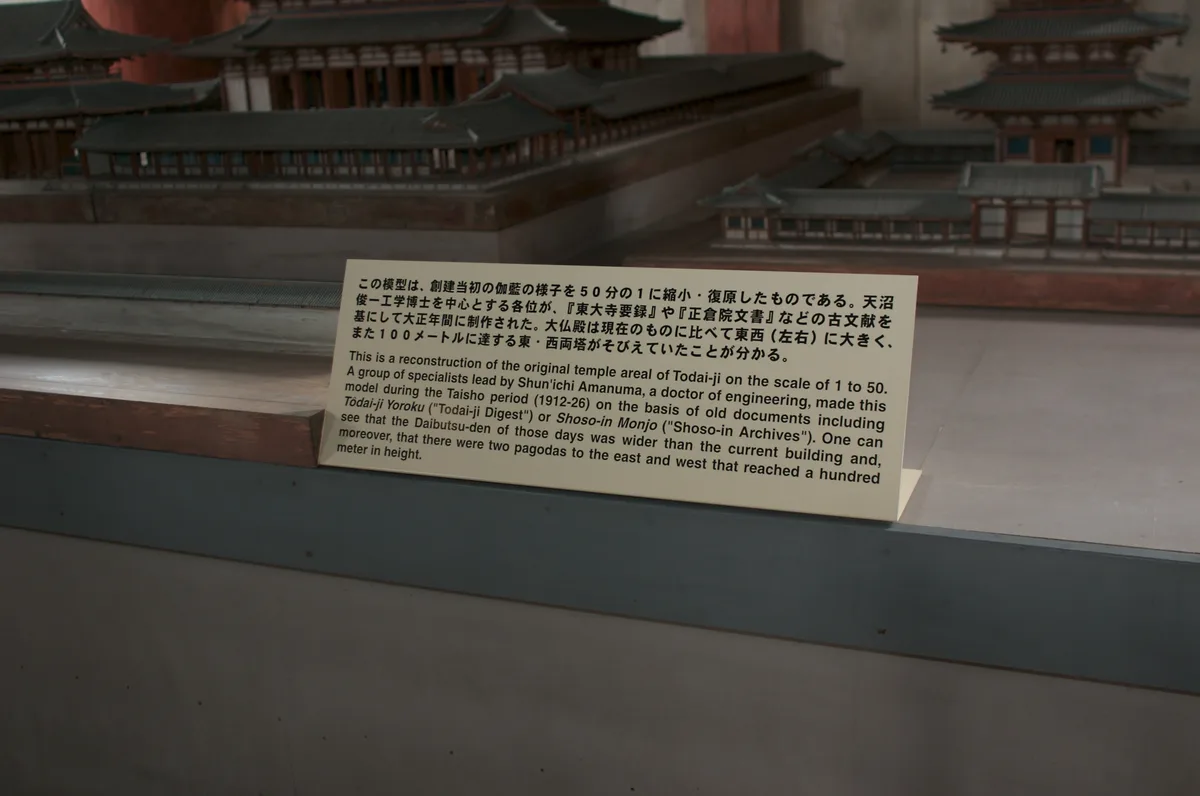 この模型は、創建当初の伽藍の様子を５０分の１に縮小・復原したものである。天沼
俊一工学博士を中心とする各位が、『東大寺要録』や『正倉院文書』などの古文献を
基にして大正年間に制作された。大仏殿は現在のものに比べて東西（左右）に大きく、
また１００メートルに達する東・西両塔がそびえていたことが分かる。
This is a reconstruction of the original temple areal of Todai-ji on the scale of 1 to 50.
A group of specialists lead by Shun'ichi Amanuma, a doctor of engineering, made this
model during the Taisho period (1912-26) on the basis of old documents including
Tōdai-ji Yoroku ("Todai-ji Digest") or Shoso-in Monjo ("Shoso-in Archives"). One can
see that the Daibutsu-den of those days was wider than the current building and,
moreover, that there were two pagodas to the east and west that reached a hundred
meter in height.